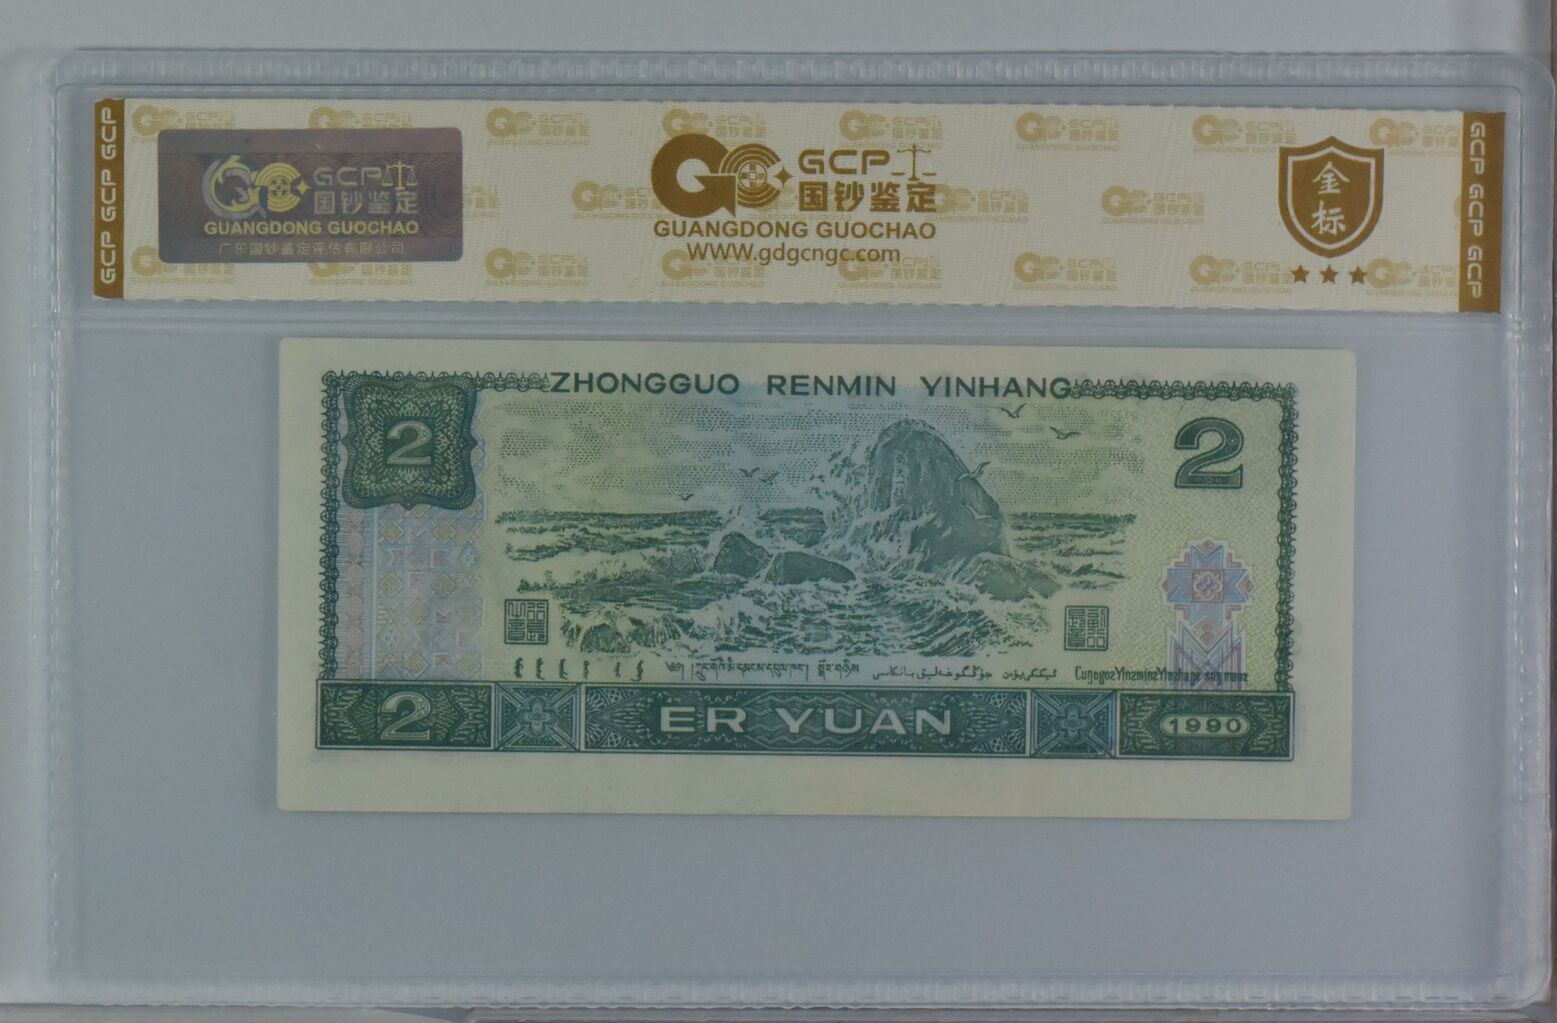 GCP GCP GCP
GCP
国钞鉴定
GUANGDONG GUOCHAO
广东国钞鉴定评估有限公司
GCP
国钞鉴定
GUANGDONG GUOCHAO
WWW.gdgcngc.com
金
标
GCP GCP GCP
ZHONGGUO RENMIN YINHANG
2
2
2
ER YUAN
1990